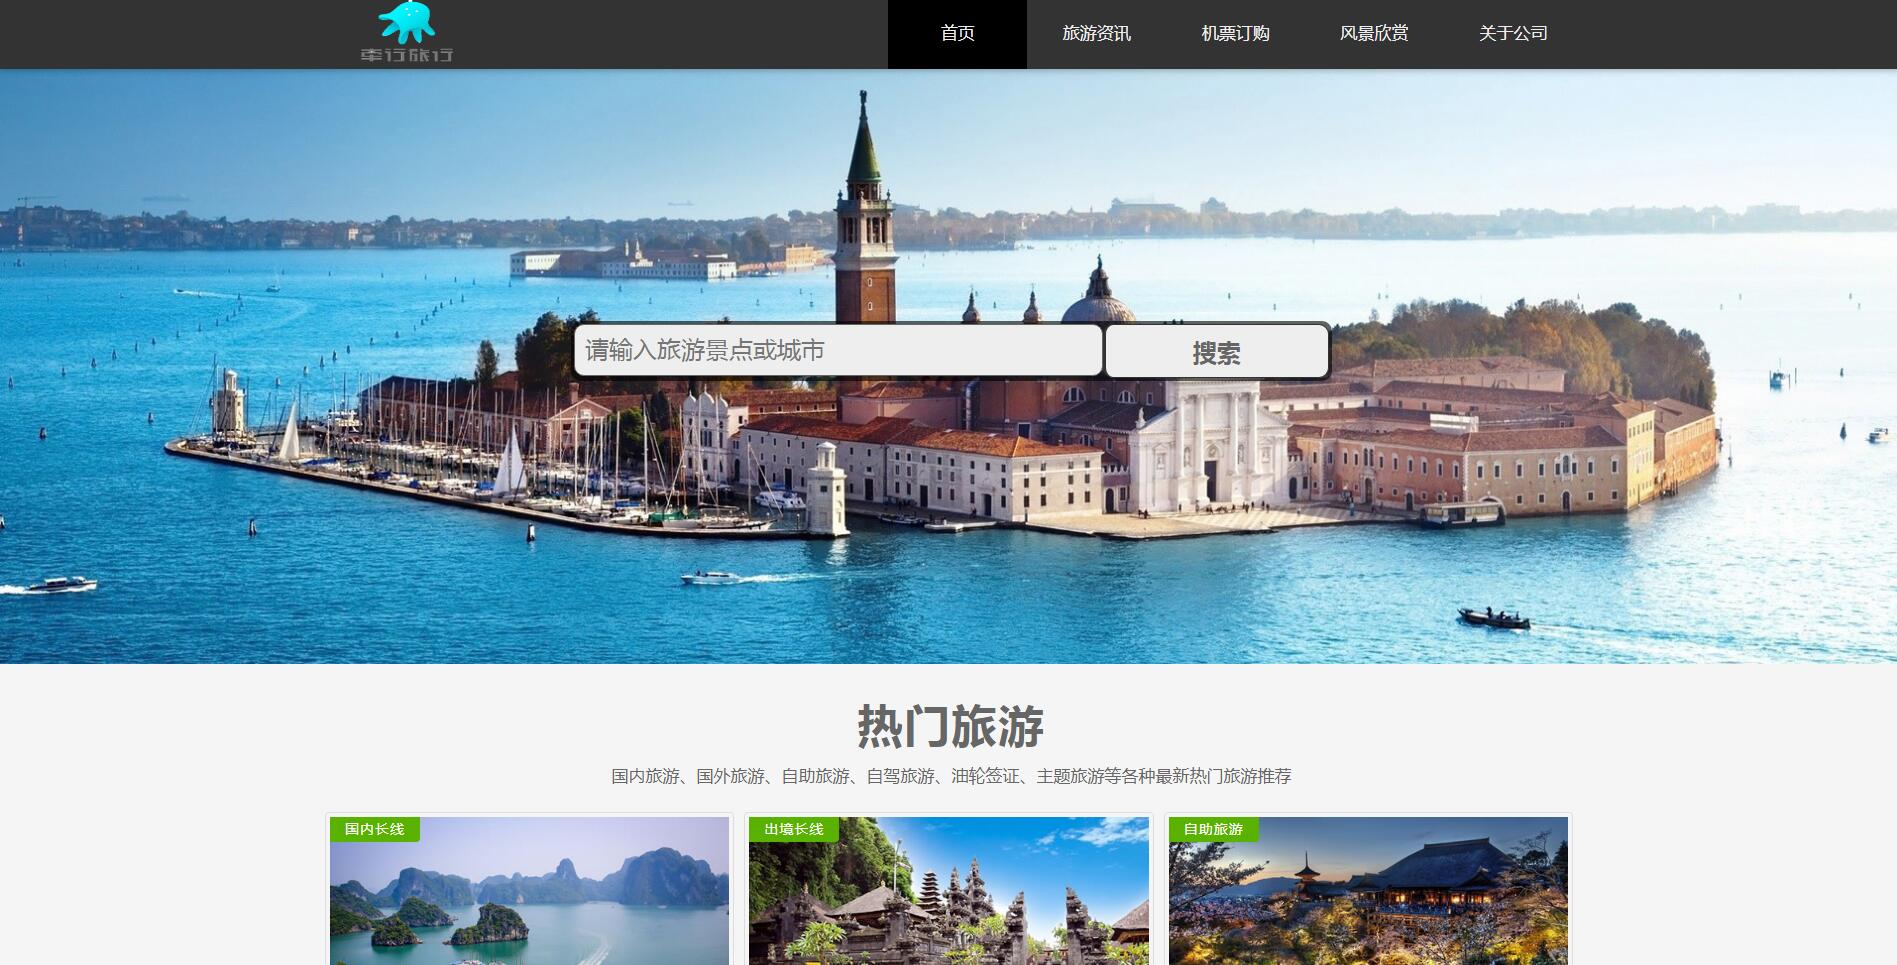 牵行旅行
首页
旅游资讯
机票订购
风景欣赏
关于公司
请输入旅游景点或城市
搜索
热门旅游
国内旅游、国外旅游、自助旅游、自驾旅游、油轮签证、主题旅游等各种最新热门旅游推荐
国内长线
出境长线
自助旅游